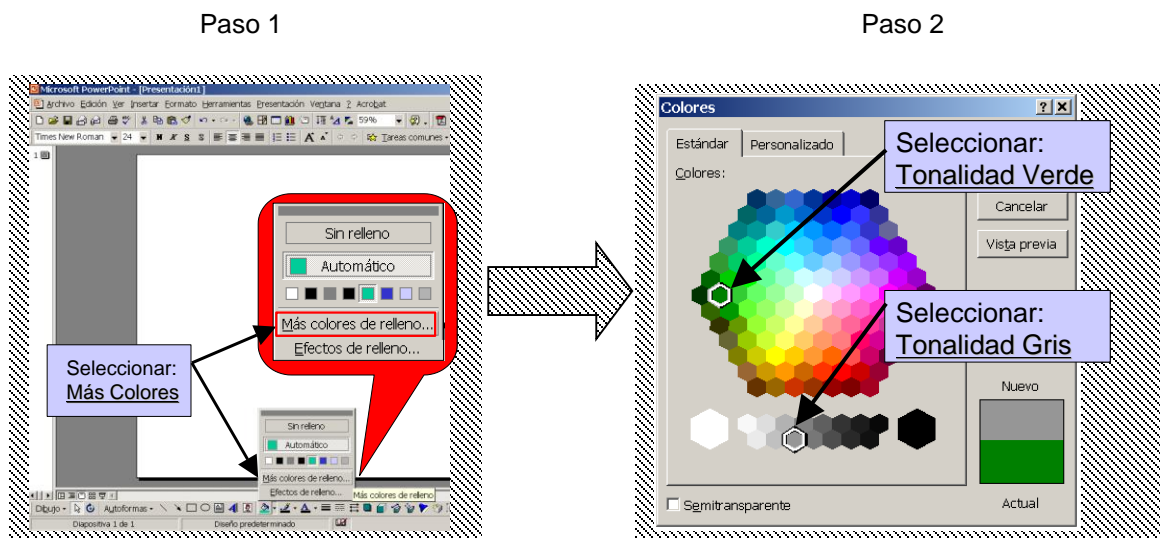 Paso 1
Paso 2
Microsoft PowerPoint - [Presentación1]
Archivo Edición Ver Insertar Formato Herramientas Presentación Ventana ? Acrobat
59%
Times New Roman 24 N K S S Tareas comunes
1
Sin relleno
Automático
Más colores de relleno...
Efectos de relleno...
Seleccionar:
Más Colores
Sin relleno
Automático
Más colores de relleno...
Efectos de relleno...
Más colores de relleno
Dibujo Autoformas
Diapositiva 1 de 1 Diseño predeterminado
Colores
Estándar Personalizado
Colores:
Seleccionar:
Tonalidad Verde
Cancelar
Vista previa
Seleccionar:
Tonalidad Gris
Nuevo
Semitransparente
Actual